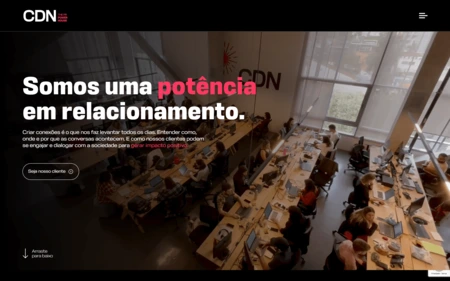 CDN
Somos uma potência
em relacionamento.
Criar conexões é o que nos faz levantar todos os dias. Entender como,
onde e por que as conversas acontecem. E como nossos clientes podem
se engajar e dialogar com a sociedade para gerar impacto positivo.
Seja nosso cliente
CDN
Arraste
para baixo